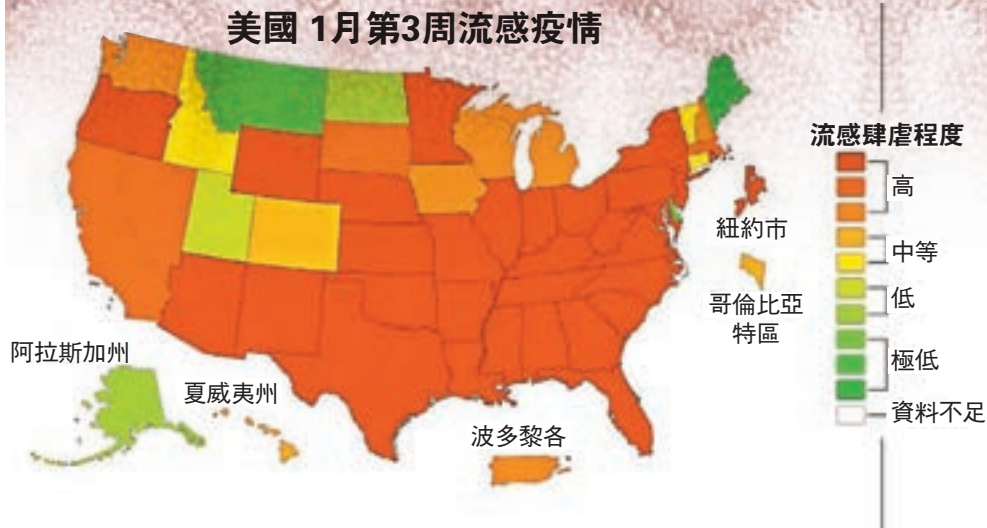 美國 1月第3周流感疫情
流感肆虐程度
高
中等
低
極低
資料不足
紐約市
哥倫比亞
特區
阿拉斯加州
夏威夷州
波多黎各